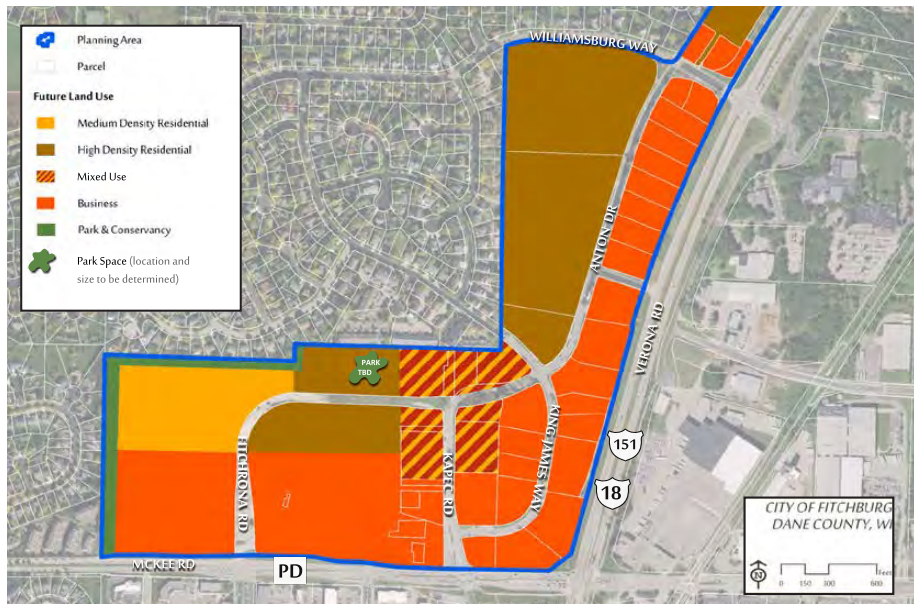 Planning Area
Parcel
Future Land Use
Medium Density Residential
High Density Residential
Mixed Use
Business
Park & Conservancy
Park Space (location and
size to be determined)
WILLIAMSBURG WAY
ANTON DR
VERONA RD
PARK
TBD
FITCHRONA RD
KAPEC RD
KING JAMES WAY
151
18
MCKEE RD
PD
CITY OF FITCHBURG
DANE COUNTY, WI
N
Feet
0 150 300 600